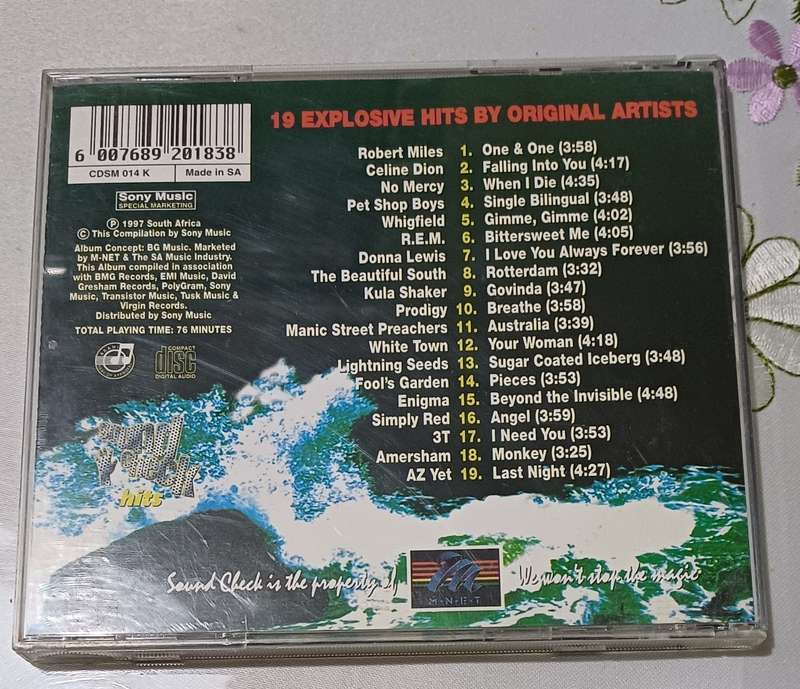 19 EXPLOSIVE HITS BY ORIGINAL ARTISTS
6 007689 201838
CDSM 014 K Made in SA
Sony Music
SPECIAL MARKETING
Ⓟ 1997 South Africa
© This Compilation by Sony Music
Album Concept: BG Music. Marketed
by M-NET & The SA Music Industry.
This Album compiled in association
with BMG Records, EMI Music, David
Gresham Records, PolyGram, Sony
Music, Transistor Music, Tusk Music &
Virgin Records.
Distributed by Sony Music
TOTAL PLAYING TIME: 76 MINUTES
COMPACT
disc
DIGITAL AUDIO
Robert Miles 1. One & One (3:58)
Celine Dion 2. Falling Into You (4:17)
No Mercy 3. When I Die (4:35)
Pet Shop Boys 4. Single Bilingual (3:48)
Whigfield 5. Gimme, Gimme (4:02)
R.E.M. 6. Bittersweet Me (4:05)
Donna Lewis 7. I Love You Always Forever (3:56)
The Beautiful South 8. Rotterdam (3:32)
Kula Shaker 9. Govinda (3:47)
Prodigy 10. Breathe (3:58)
Manic Street Preachers 11. Australia (3:39)
White Town 12. Your Woman (4:18)
Lightning Seeds 13. Sugar Coated Iceberg (3:48)
Fool's Garden 14. Pieces (3:53)
Enigma 15. Beyond the Invisible (4:48)
Simply Red 16. Angel (3:59)
3T 17. I Need You (3:53)
Amersham 18. Monkey (3:25)
AZ Yet 19. Last Night (4:27)
hits
Sound Check is the property of
M·N·E·T
We won't stop the magic